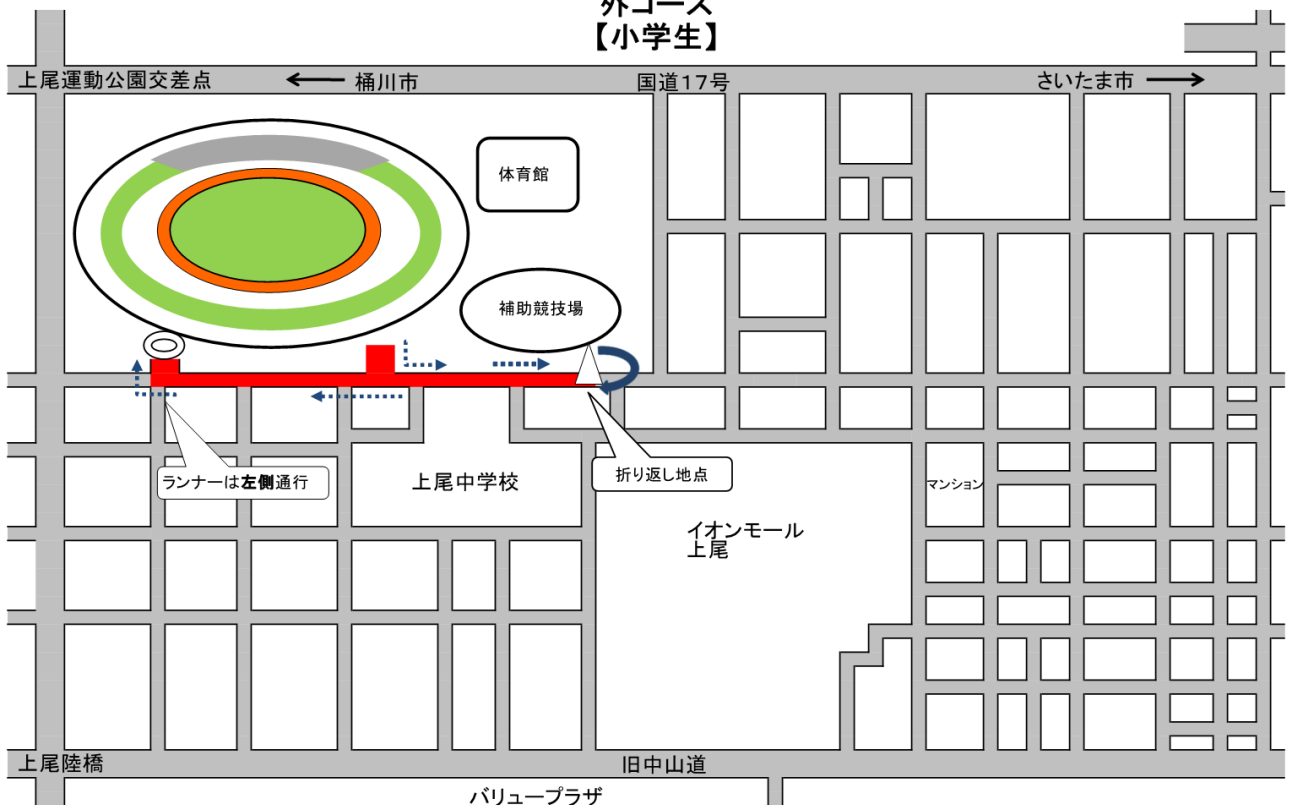 外コース
【小学生】
上尾運動公園交差点
桶川市
国道17号
さいたま市
体育館
補助競技場
ランナーは左側通行
上尾中学校
折り返し地点
マンション
イオンモール
上尾
上尾陸橋
旧中山道
バリュープラザ